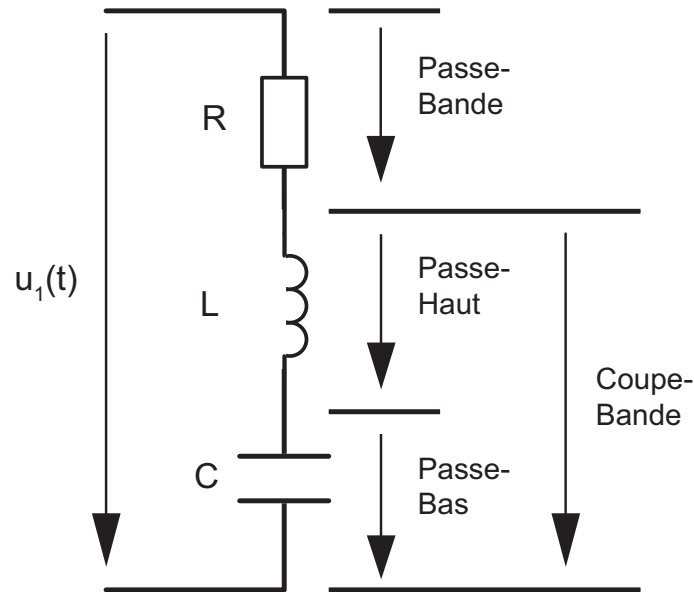 Passe-
Bande
R
u₁(t)
L
Passe-
Haut
Coupe-
Bande
C
Passe-
Bas